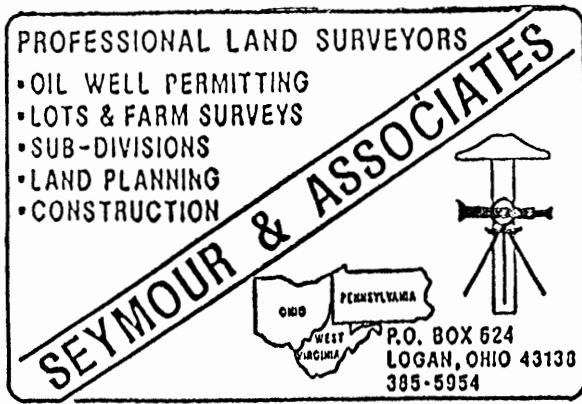 PROFESSIONAL LAND SURVEYORS
•OIL WELL PERMITTING
•LOTS & FARM SURVEYS
•SUB-DIVISIONS
•LAND PLANNING
•CONSTRUCTION
SEYMOUR & ASSOCIATES
OHIO
PENNSYLVANIA
WEST
VIRGINIA
P.O. BOX 624
LOGAN, OHIO 43138
385-5954